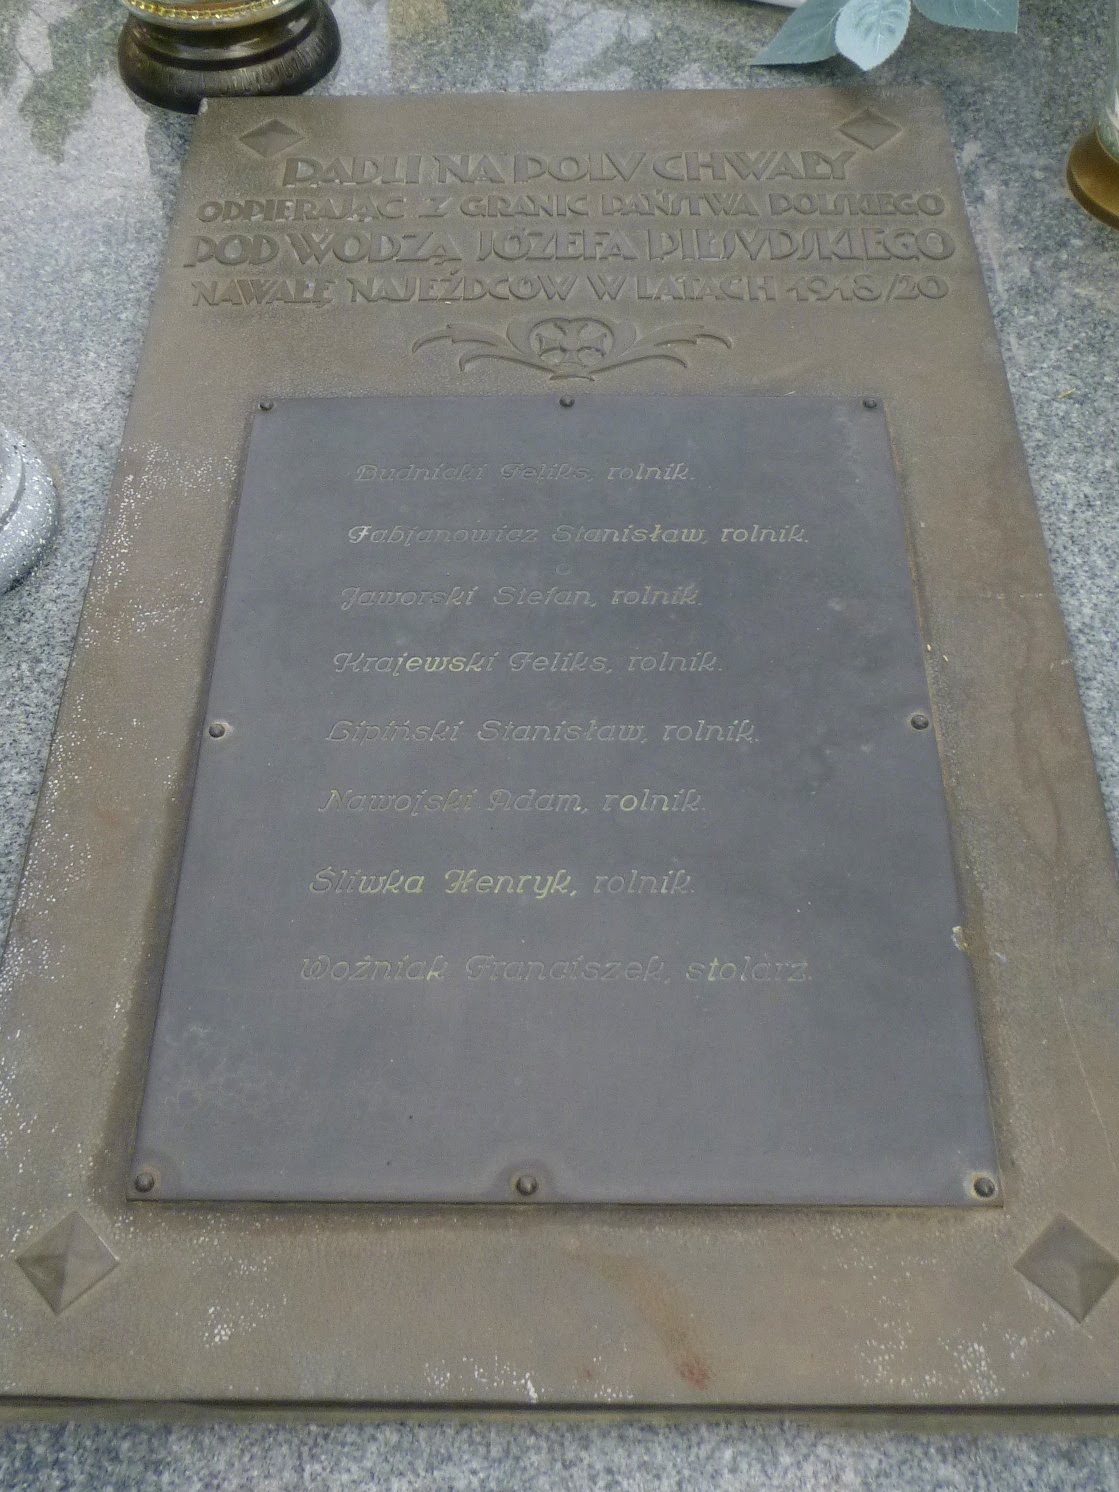 PADLI NA POLU CHWAŁY
ODPIERAJĄC Z GRANIC PAŃSTWA POLSKIEGO
POD WODZĄ JÓZEFA PIŁSUDSKIEGO
NAWAŁĘ NAJEŹDCÓW W LATACH 1918/20
Budnicki Feliks, rolnik.
Fabjanowicz Stanisław, rolnik.
Jaworski Stefan, rolnik.
Krajewski Feliks, rolnik.
Lipiński Stanisław, rolnik.
Nawojski Adam, rolnik.
Śliwka Henryk, rolnik.
Woźniak Franciszek, stolarz.